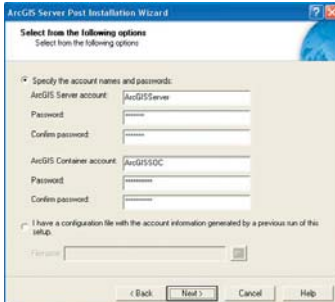 ArcGIS Server Post Installation Wizard
Select from the following options
Select from the following options
Specify the account names and passwords:
ArcGIS Server account: ArcGISServer
Password:
Confirm password:
ArcGIS Container account: ArcGISSOC
Password:
Confirm password:
I have a configuration file with the account information generated by a previous run of this
setup.
Filename:
< Back Next > Cancel Help